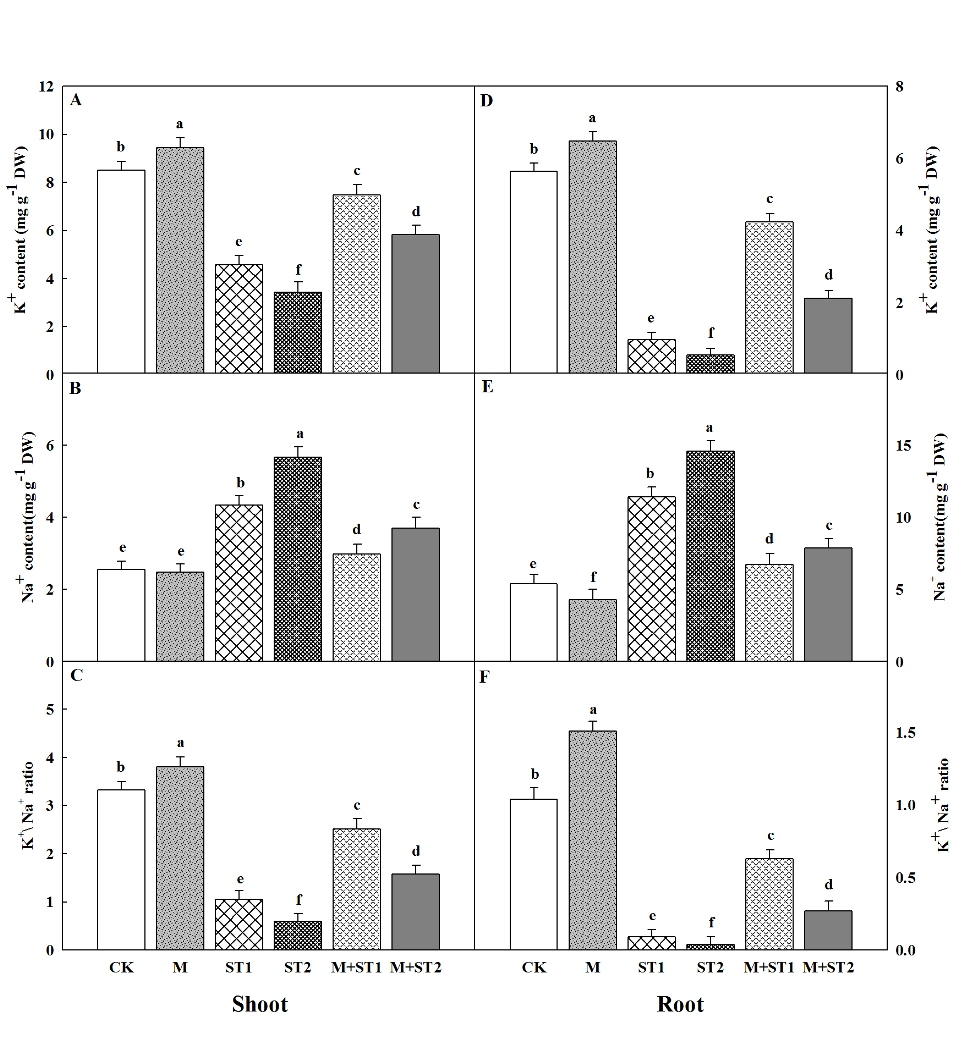 A
K+ content (mg g-1 DW)
12
10
8
6
4
2
0
b
a
e
f
c
d
D
8
6
4
2
0
K+ content (mg g-1 DW)
b
a
e
f
c
d
B
Na+ content(mg g-1 DW)
6
4
2
0
e
e
b
a
d
c
E
15
10
5
0
Na+ content(mg g-1 DW)
e
f
b
a
d
c
C
K+\ Na+ ratio
5
4
3
2
1
0
b
a
e
f
c
d
F
1.5
1.0
0.5
0.0
K+\ Na+ ratio
b
a
e
f
c
d
CK M ST1 ST2 M+ST1 M+ST2
CK M ST1 ST2 M+ST1 M+ST2
Shoot
Root